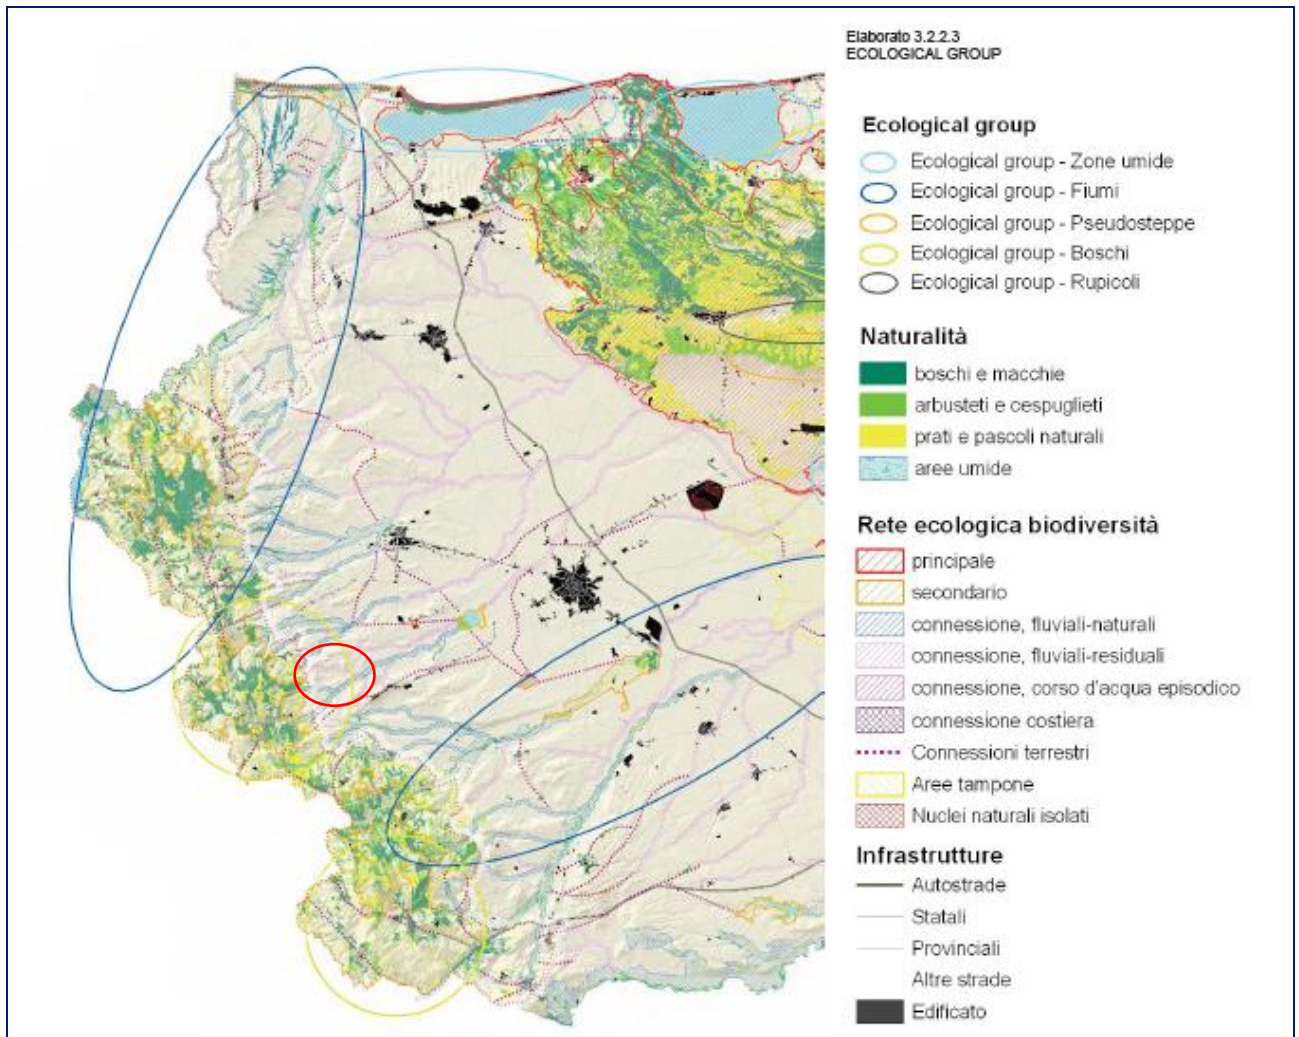 Elaborato 3.2.2.3
ECOLOGICAL GROUP
Ecological group
Ecological group - Zone umide
Ecological group - Fiumi
Ecological group - Pseudosteppe
Ecological group - Boschi
Ecological group - Rupicoli
Naturalità
boschi e macchie
arbusteti e cespuglieti
prati e pascoli naturali
aree umide
Rete ecologica biodiversità
principale
secondario
connessione, fluviali-naturali
connessione, fluviali-residuali
connessione, corso d'acqua episodico
connessione costiera
Connessioni terrestri
Aree tampone
Nuclei naturali isolati
Infrastrutture
Autostrade
Statali
Provinciali
Altre strade
Edificato